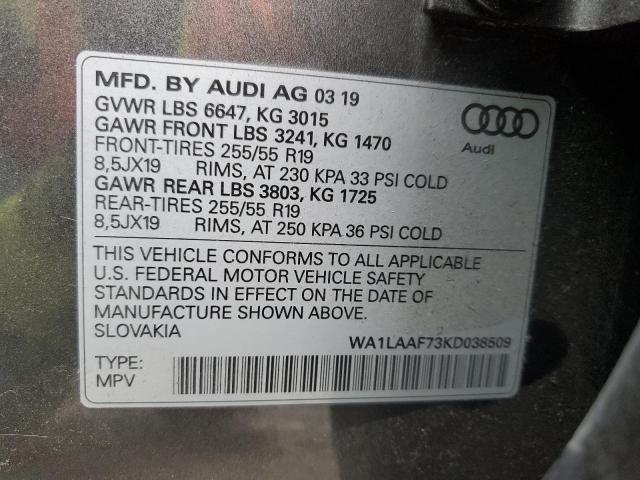 MFD. BY AUDI AG 03 19
GVWR LBS 6647, KG 3015
GAWR FRONT LBS 3241, KG 1470
FRONT-TIRES 255/55 R19
8,5JX19 RIMS, AT 230 KPA 33 PSI COLD
GAWR REAR LBS 3803, KG 1725
REAR-TIRES 255/55 R19
8,5JX19 RIMS, AT 250 KPA 36 PSI COLD
Audi
THIS VEHICLE CONFORMS TO ALL APPLICABLE
U.S. FEDERAL MOTOR VEHICLE SAFETY
STANDARDS IN EFFECT ON THE DATE OF
MANUFACTURE SHOWN ABOVE.
SLOVAKIA
WA1LAAF73KD038509
TYPE:
MPV